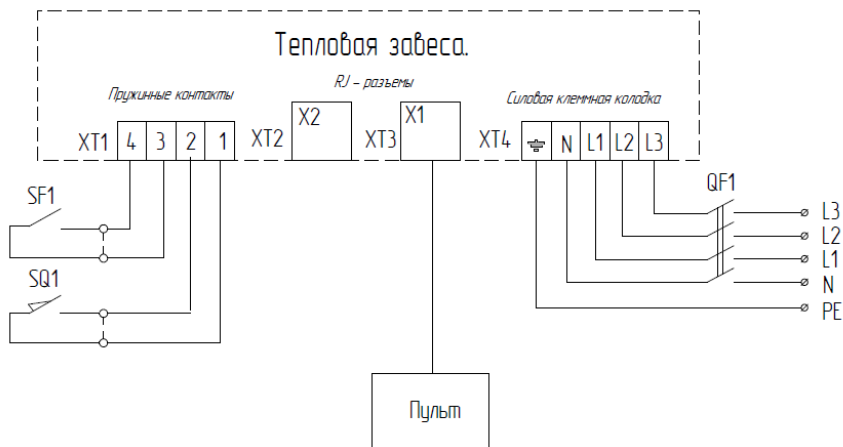 Тепловая завеса.
RJ - разъемы
Пружинные контакты
Силовая клеммная колодка
XT1 4 3 2 1 XT2 X2 XT3 X1 XT4 N L1 L2 L3
QF1
SF1
L3
L2
L1
N
PE
SQ1
Пульт